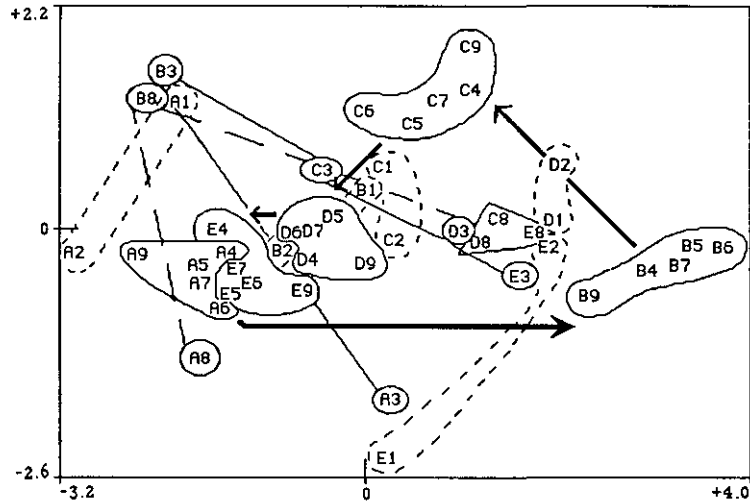 +2.2
C9
B3
B8 A1
C7 C4
C6
C5
C3 C1 D2
B1
C8
D5 D1
0 E4 D6 D7 C2 D3 E8
A2 A9 A4 B2 D8 E2 B5 B6
A5 E7 D4 D9 B4 B7
A7 E6 E3
E5 E9 B9
A6
A8
A3
E1
-2.6
-3.2 0 +4.0